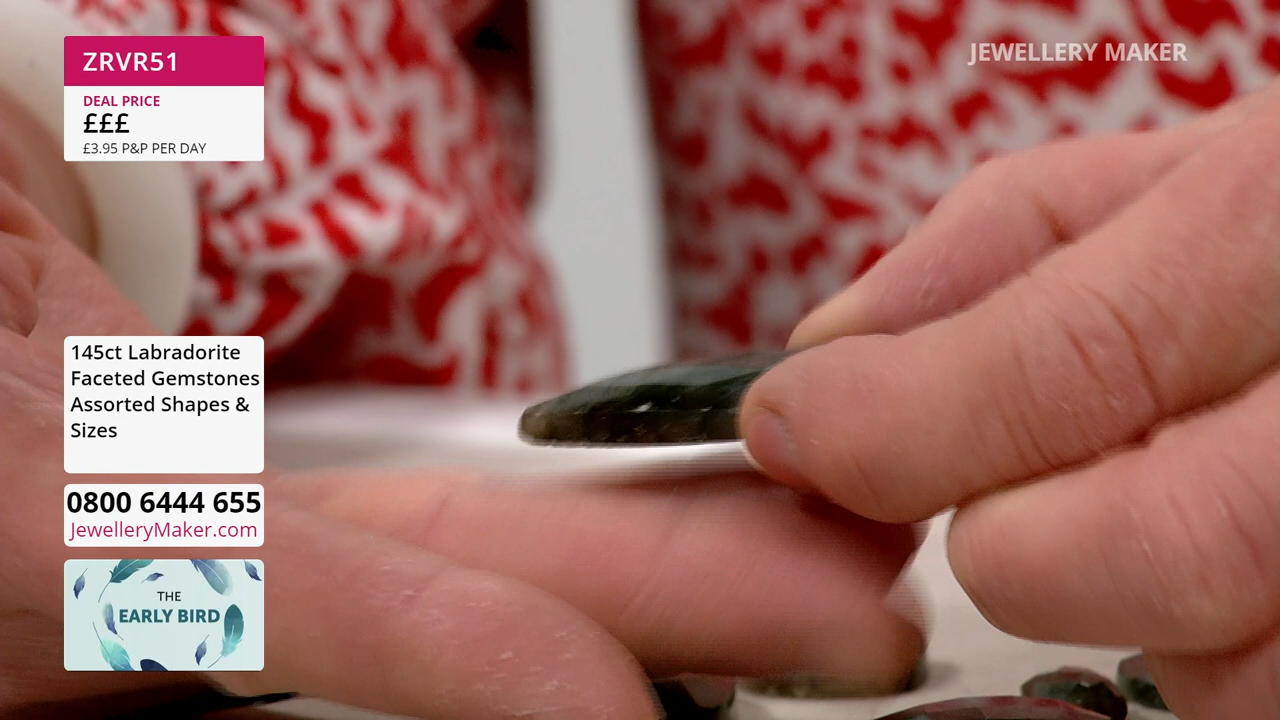 ZRVR51
DEAL PRICE
£££
£3.95 P&P PER DAY
JEWELLERY MAKER
145ct Labradorite
Faceted Gemstones
Assorted Shapes &
Sizes
0800 6444 655
JewelleryMaker.com
THE
EARLY BIRD